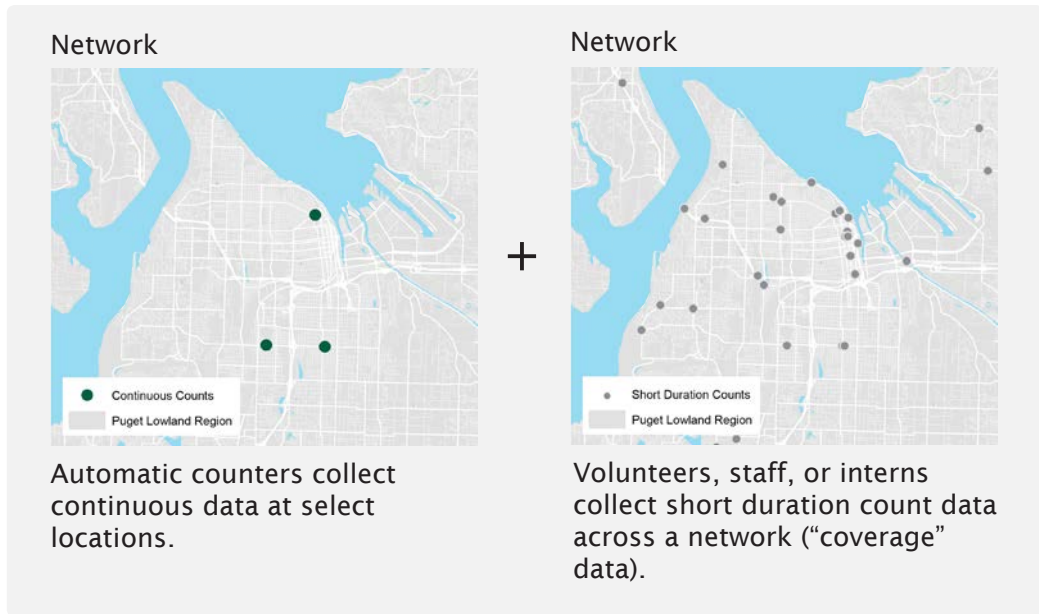 Network
Continuous Counts
Puget Lowland Region
Automatic counters collect
continuous data at select
locations.
+
Network
Short Duration Counts
Puget Lowland Region
Volunteers, staff, or interns
collect short duration count data
across a network (“coverage”
data).